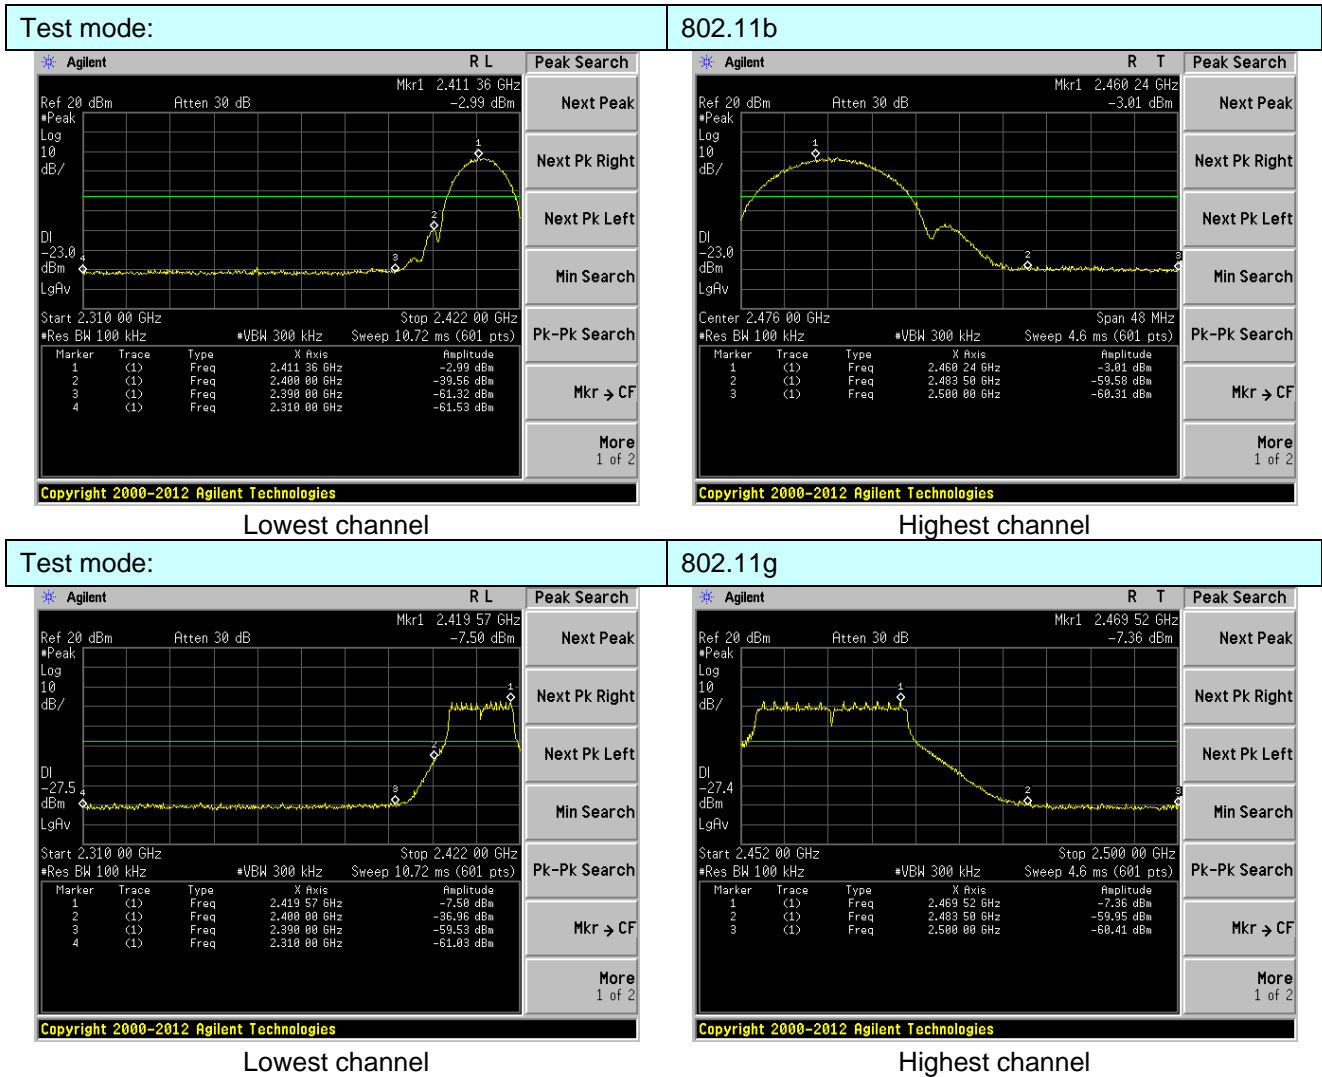 Test mode: 802.11b
Agilent R L Peak Search
Mkr1 2.411 36 GHz
Ref 20 dBm Atten 30 dB -2.99 dBm
#Peak
Log
10
dB/
1
2
3
4
DI
-23.0
dBm
LgAv
Start 2.310 00 GHz Stop 2.422 00 GHz
#Res BW 100 kHz #VBW 300 kHz Sweep 10.72 ms (601 pts)
Marker Trace Type X Axis Amplitude
1 (1) Freq 2.411 36 GHz -2.99 dBm
2 (1) Freq 2.400 00 GHz -39.56 dBm
3 (1) Freq 2.390 00 GHz -61.32 dBm
4 (1) Freq 2.310 00 GHz -61.53 dBm
Next Peak
Next Pk Right
Next Pk Left
Min Search
Pk-Pk Search
Mkr → CF
More
1 of 2
Copyright 2000-2012 Agilent Technologies
Lowest channel
Agilent R T Peak Search
Mkr1 2.460 24 GHz
Ref 20 dBm Atten 30 dB -3.01 dBm
#Peak
Log
10
dB/
1
2
3
DI
-23.0
dBm
LgAv
Center 2.476 00 GHz Span 48 MHz
#Res BW 100 kHz #VBW 300 kHz Sweep 4.6 ms (601 pts)
Marker Trace Type X Axis Amplitude
1 (1) Freq 2.460 24 GHz -3.01 dBm
2 (1) Freq 2.483 50 GHz -59.58 dBm
3 (1) Freq 2.500 00 GHz -60.31 dBm
Next Peak
Next Pk Right
Next Pk Left
Min Search
Pk-Pk Search
Mkr → CF
More
1 of 2
Copyright 2000-2012 Agilent Technologies
Highest channel
Test mode: 802.11g
Agilent R L Peak Search
Mkr1 2.419 57 GHz
Ref 20 dBm Atten 30 dB -7.50 dBm
#Peak
Log
10
dB/
1
2
3
4
DI
-27.5
dBm
LgAv
Start 2.310 00 GHz Stop 2.422 00 GHz
#Res BW 100 kHz #VBW 300 kHz Sweep 10.72 ms (601 pts)
Marker Trace Type X Axis Amplitude
1 (1) Freq 2.419 57 GHz -7.50 dBm
2 (1) Freq 2.400 00 GHz -36.96 dBm
3 (1) Freq 2.390 00 GHz -59.53 dBm
4 (1) Freq 2.310 00 GHz -61.03 dBm
Next Peak
Next Pk Right
Next Pk Left
Min Search
Pk-Pk Search
Mkr → CF
More
1 of 2
Copyright 2000-2012 Agilent Technologies
Lowest channel
Agilent R T Peak Search
Mkr1 2.469 52 GHz
Ref 20 dBm Atten 30 dB -7.36 dBm
#Peak
Log
10
dB/
1
2
3
DI
-27.4
dBm
LgAv
Start 2.452 00 GHz Stop 2.500 00 GHz
#Res BW 100 kHz #VBW 300 kHz Sweep 4.6 ms (601 pts)
Marker Trace Type X Axis Amplitude
1 (1) Freq 2.469 52 GHz -7.36 dBm
2 (1) Freq 2.483 50 GHz -59.95 dBm
3 (1) Freq 2.500 00 GHz -60.41 dBm
Next Peak
Next Pk Right
Next Pk Left
Min Search
Pk-Pk Search
Mkr → CF
More
1 of 2
Copyright 2000-2012 Agilent Technologies
Highest channel